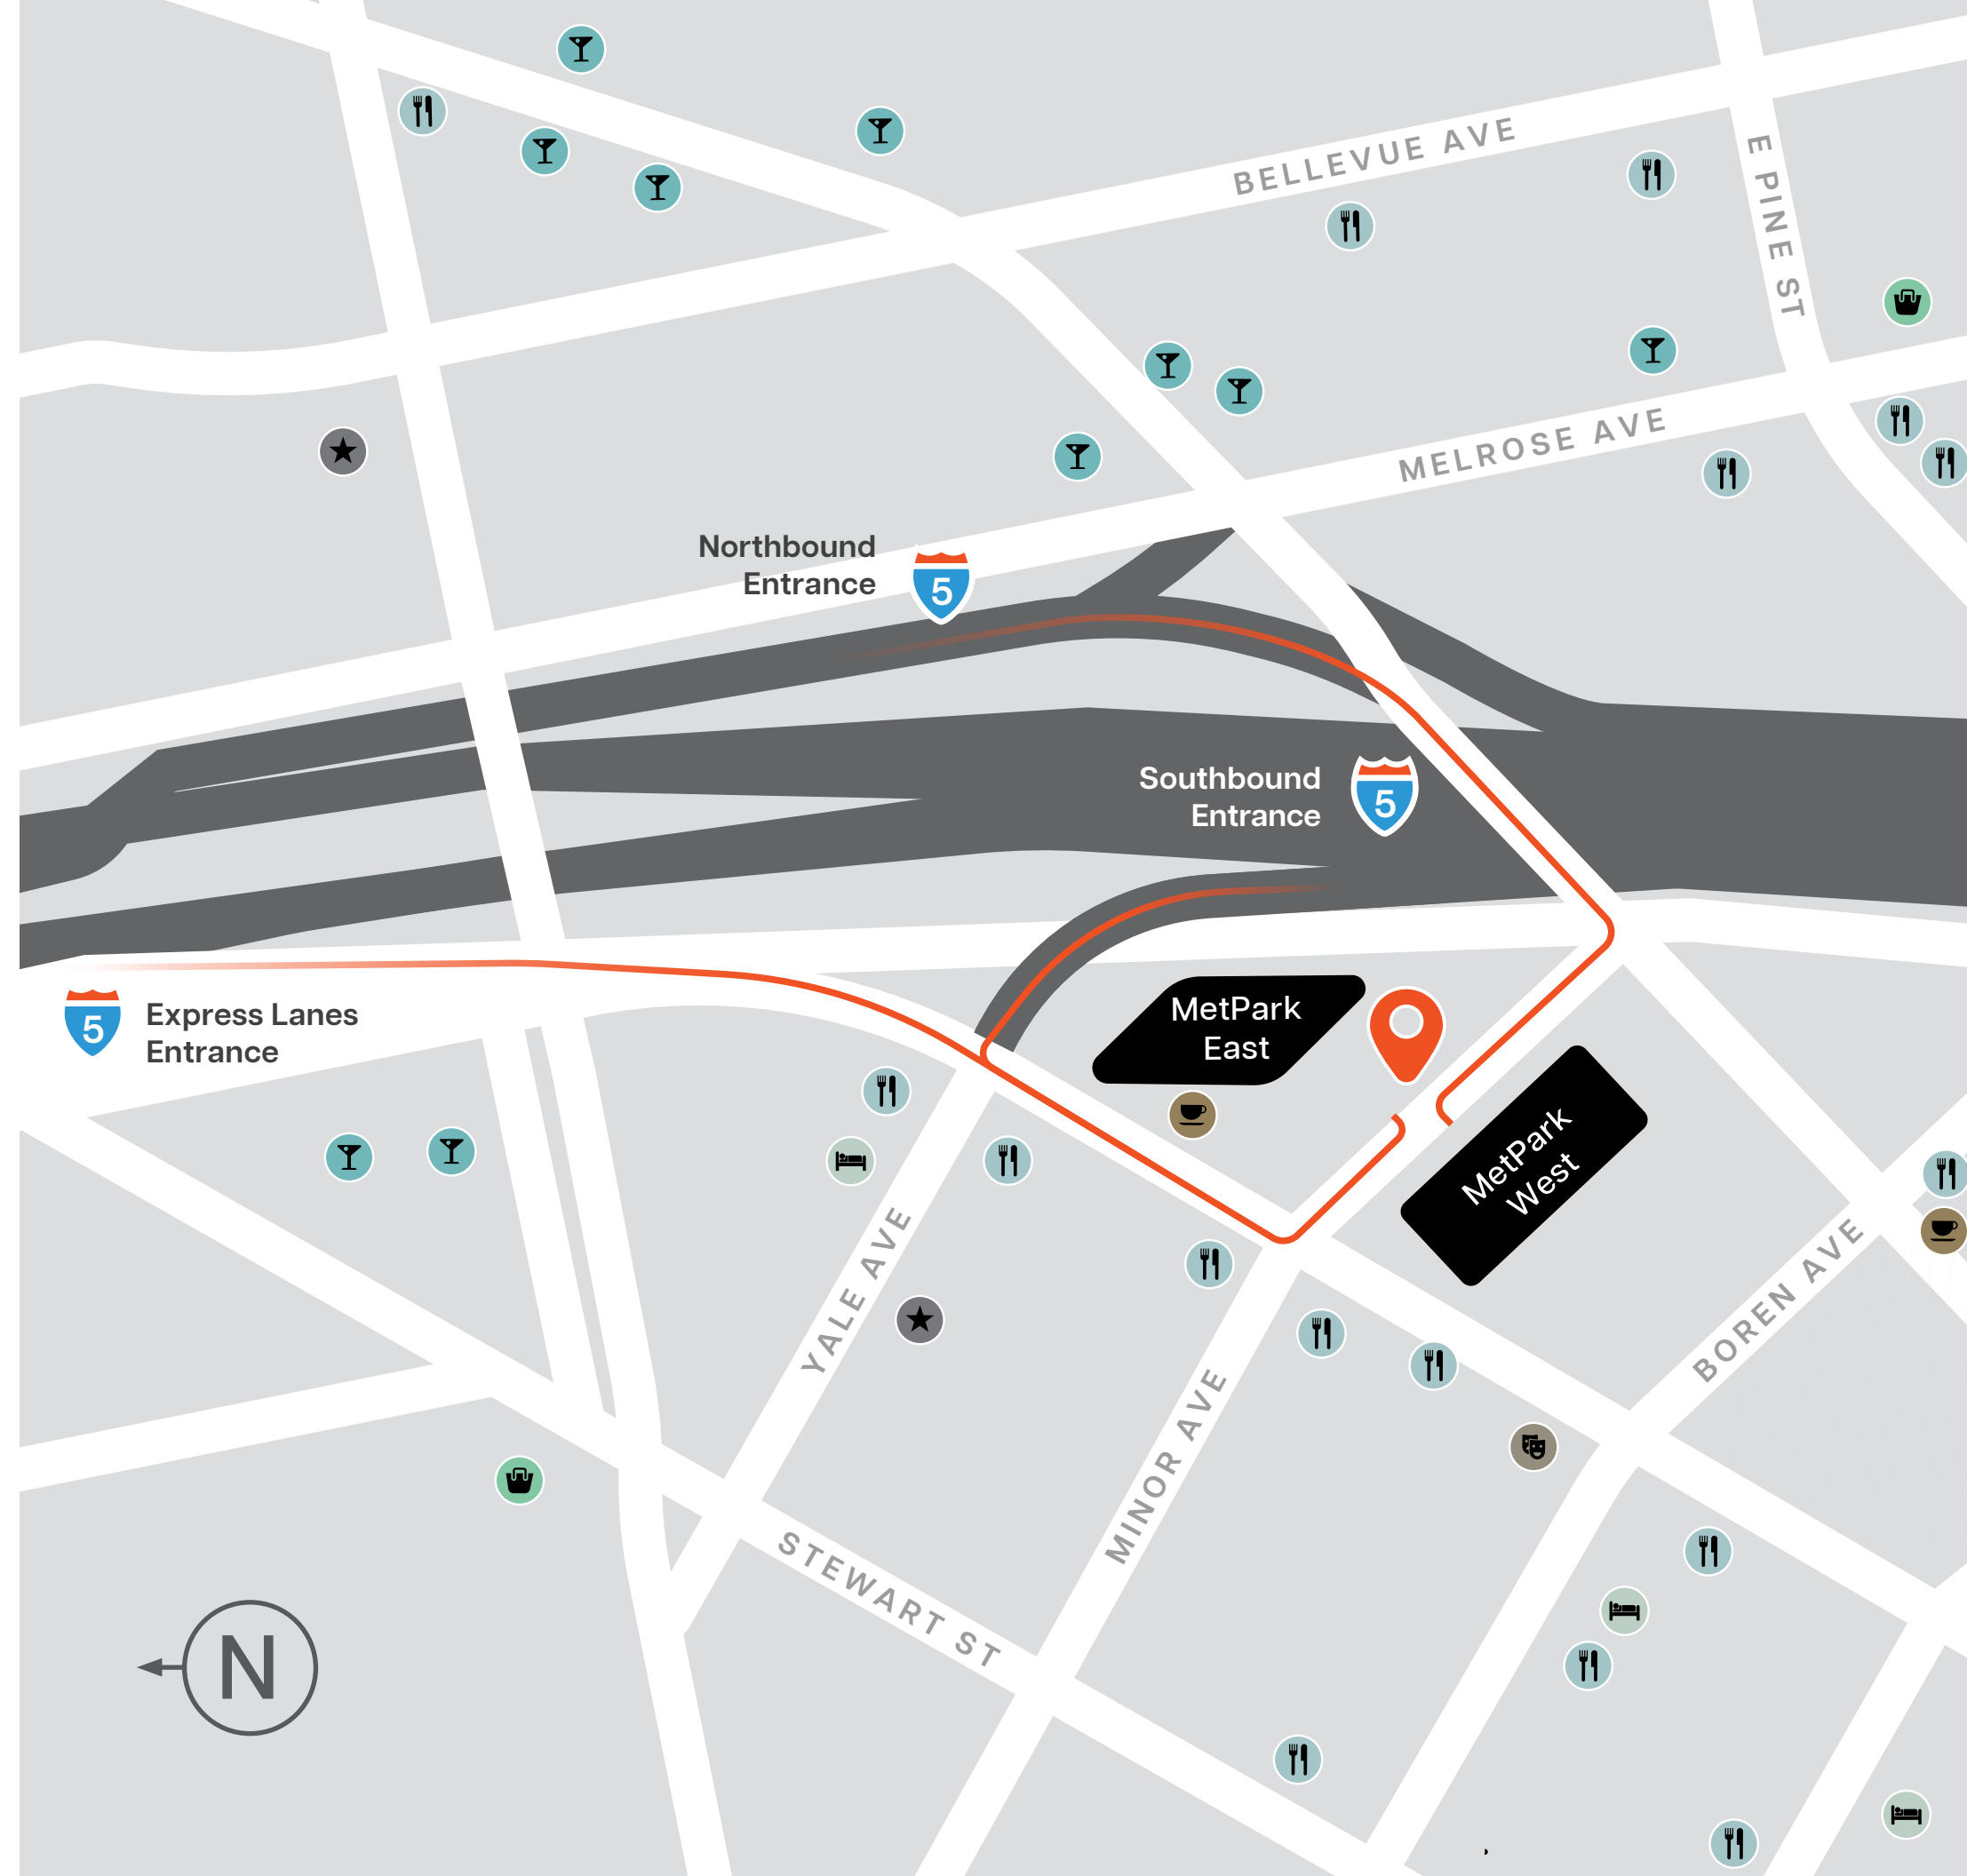 BELLEVUE AVE
E PINE ST
MELROSE AVE
Northbound
Entrance
5
Southbound
Entrance
5
5
Express Lanes
Entrance
MetPark
East
MetPark
West
YALE AVE
BOREN AVE
MINOR AVE
STEWART ST
N